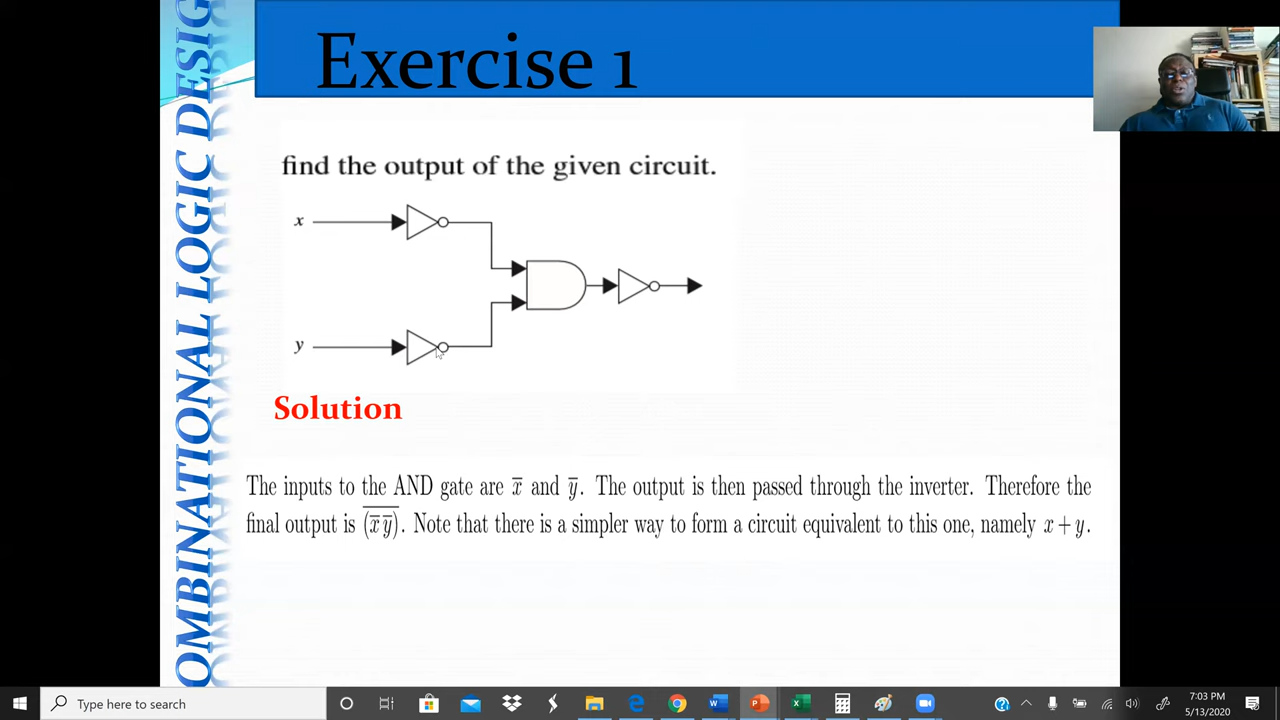 Exercise 1
OMBINATIONAL LOGIC DESIG
find the output of the given circuit.
x
y
Solution
The inputs to the AND gate are x̅ and y̅. The output is then passed through the inverter. Therefore the
final output is \overline{(x̅ y̅)}. Note that there is a simpler way to form a circuit equivalent to this one, namely x + y.
Type here to search
7:03 PM
5/13/2020